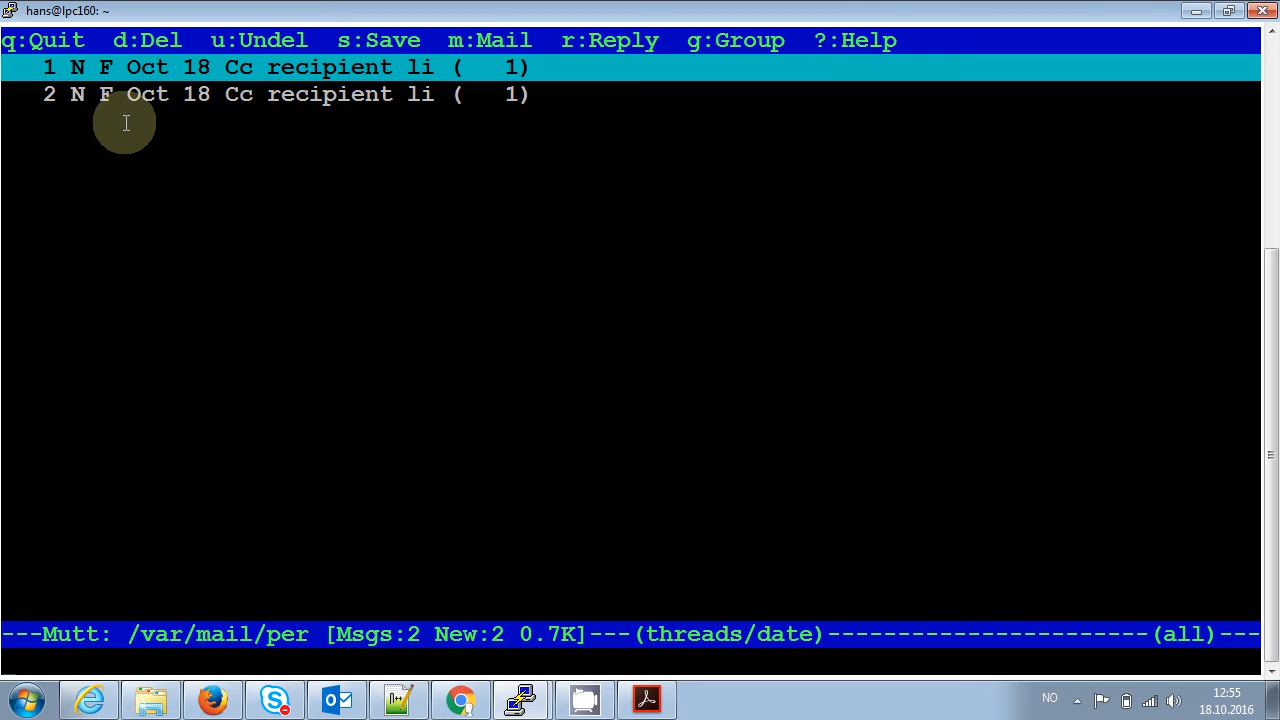 hans@lpc160: ~
q:Quit  d:Del  u:Undel  s:Save  m:Mail  r:Reply  g:Group  ?:Help
1 N F Oct 18 Cc recipient li (   1)
2 N F Oct 18 Cc recipient li (   1)
---Mutt: /var/mail/per [Msgs:2 New:2 0.7K]---(threads/date)-----------------------(all)---
NO
12:55
18.10.2016